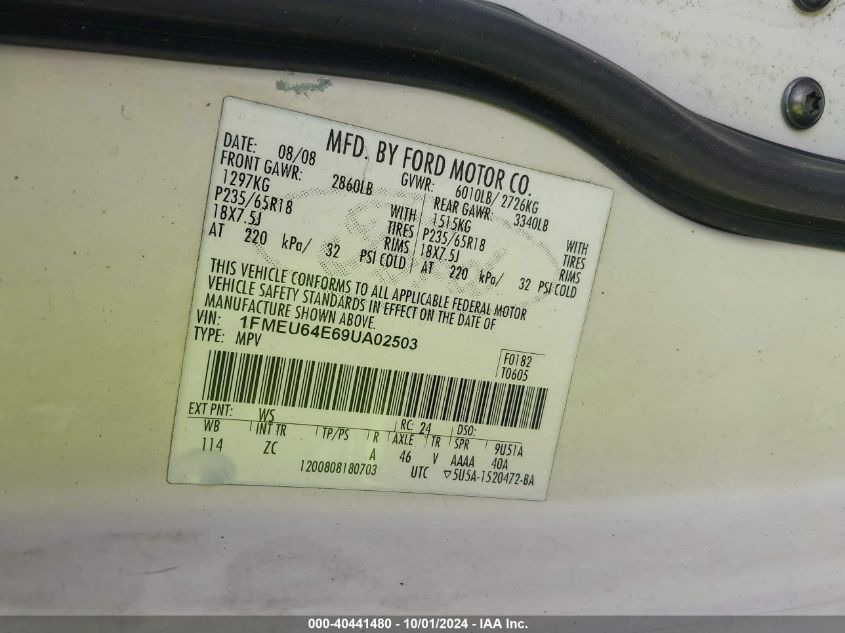 MFD. BY FORD MOTOR CO.
DATE: 08/08 GVWR: 6010LB/ 2726KG
FRONT GAWR: 2860LB REAR GAWR: 3340LB
1297KG WITH 1515KG WITH
P235/65R18 TIRES P235/65R18 TIRES
18X7.5J RIMS 18X7.5J RIMS
AT 220 kPa/ 32 PSI COLD AT 220 kPa/ 32 PSI COLD
THIS VEHICLE CONFORMS TO ALL APPLICABLE FEDERAL MOTOR
VEHICLE SAFETY STANDARDS IN EFFECT ON THE DATE OF
MANUFACTURE SHOWN ABOVE.
VIN: 1FMEU64E69UA02503
TYPE: MPV
F0182
T0605
EXT PNT: WS RC: 24 DSO:
WB INT TR TP/PS R AXLE TR SPR 9U51A
114 ZC A 46 V AAAA 40A
1200808180703 UTC ▽5U5A-1520472-BA
Ford
000-40441480 - 10/01/2024 - IAA Inc.